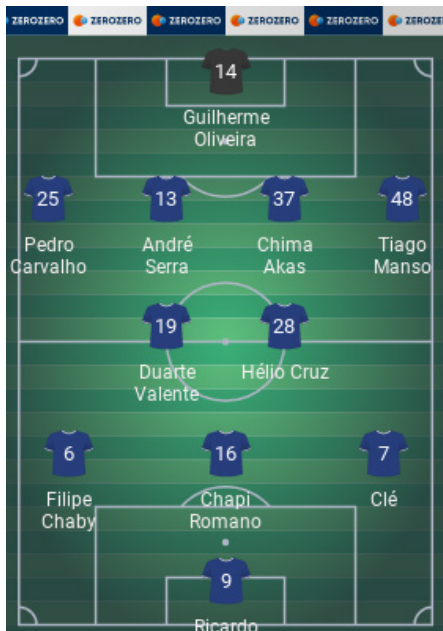 ZEROZERO ZEROZERO ZEROZERO ZEROZERO ZEROZERO ZEROZE
14
Guilherme
Oliveira
25 13 37 48
Pedro André Chima Tiago
Carvalho Serra Akas Manso
19 28
Duarte Hélio Cruz
Valente
6 16 7
Filipe Chapi Clé
Chaby Romano
9
Ricardo